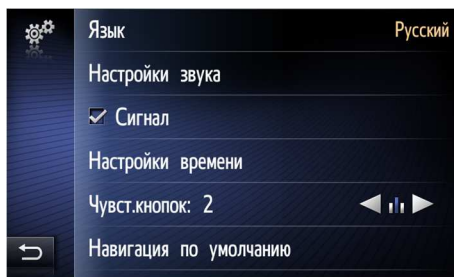 Язык Русский
Настройки звука
Сигнал
Настройки времени
Чувст.кнопок: 2
Навигация по умолчанию